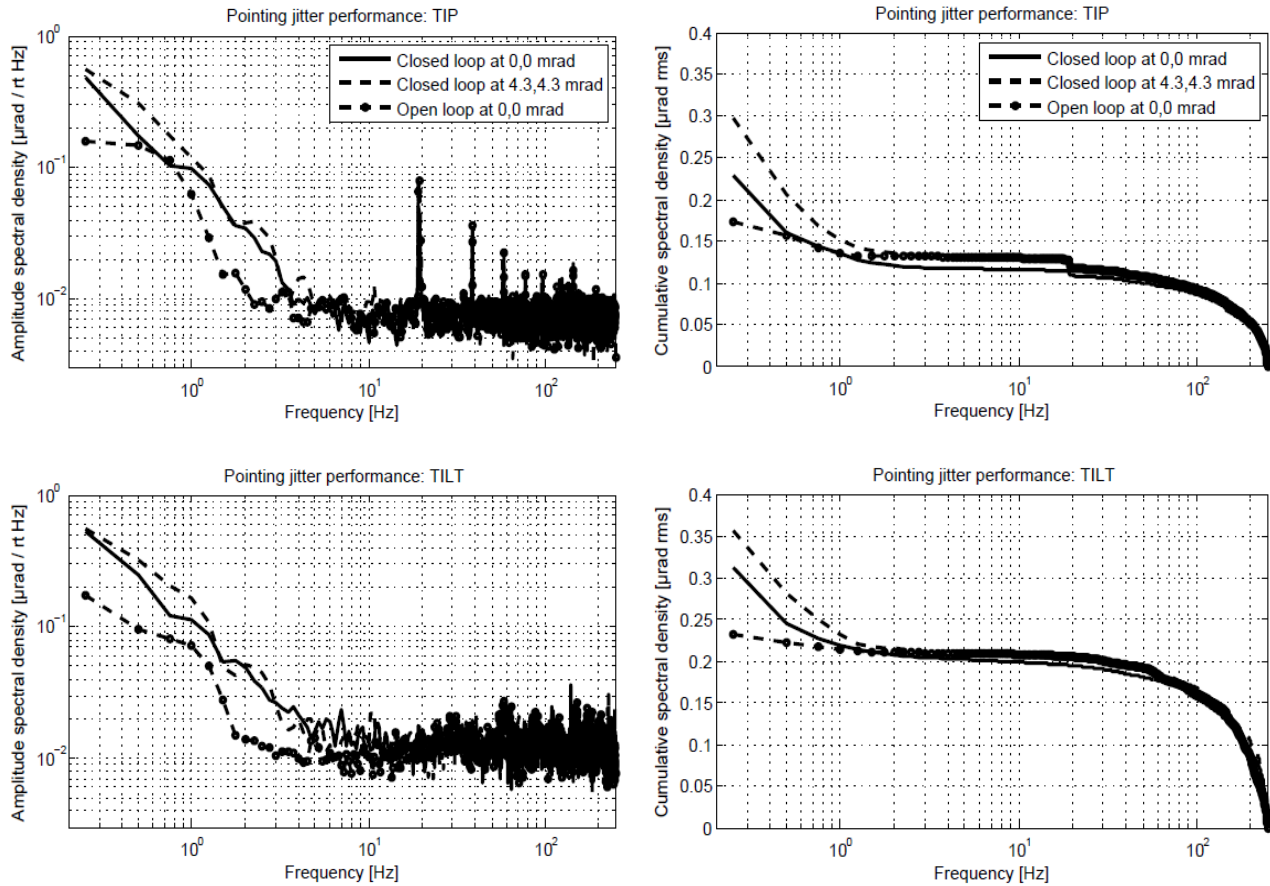 Pointing jitter performance: TIP
Amplitude spectral density [µrad / rt Hz]
10^0
10^-1
10^-2
Closed loop at 0,0 mrad
Closed loop at 4.3,4.3 mrad
Open loop at 0,0 mrad
10^0 10^1 10^2
Frequency [Hz]
Pointing jitter performance: TIP
Cumulative spectral density [µrad rms]
0.4
0.35
0.3
0.25
0.2
0.15
0.1
0.05
0
Closed loop at 0,0 mrad
Closed loop at 4.3,4.3 mrad
Open loop at 0,0 mrad
10^0 10^1 10^2
Frequency [Hz]
Pointing jitter performance: TILT
Amplitude spectral density [µrad / rt Hz]
10^0
10^-1
10^-2
10^0 10^1 10^2
Frequency [Hz]
Pointing jitter performance: TILT
Cumulative spectral density [µrad rms]
0.4
0.35
0.3
0.25
0.2
0.15
0.1
0.05
0
10^0 10^1 10^2
Frequency [Hz]